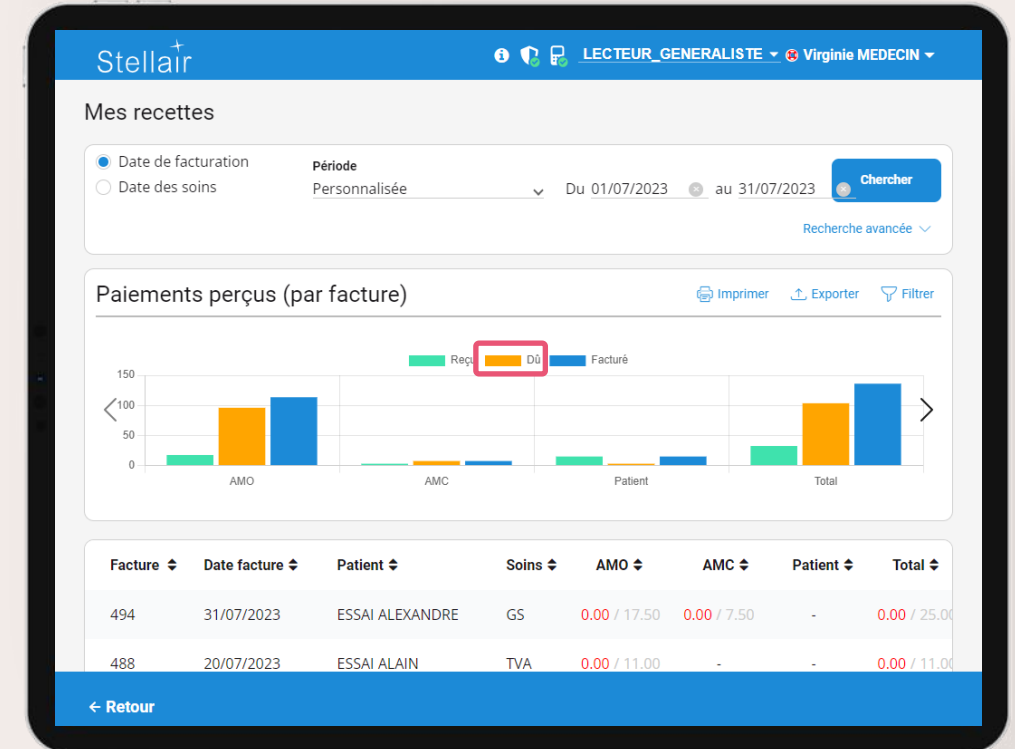 Stellair
LECTEUR_GENERALISTE Virginie MEDECIN
Mes recettes
Date de facturation
Date des soins
Période
Personnalisée
Du 01/07/2023 au 31/07/2023
Chercher
Recherche avancée
Paiements perçus (par facture)
Imprimer Exporter Filtrer
Reçu Dû Facturé
150
100
50
0
AMO AMC Patient Total
Facture Date facture Patient Soins AMO AMC Patient Total
494 31/07/2023 ESSAI ALEXANDRE GS 0.00 / 17.50 0.00 / 7.50 - 0.00 / 25.00
488 20/07/2023 ESSAI ALAIN TVA 0.00 / 11.00 - - 0.00 / 11.00
← Retour